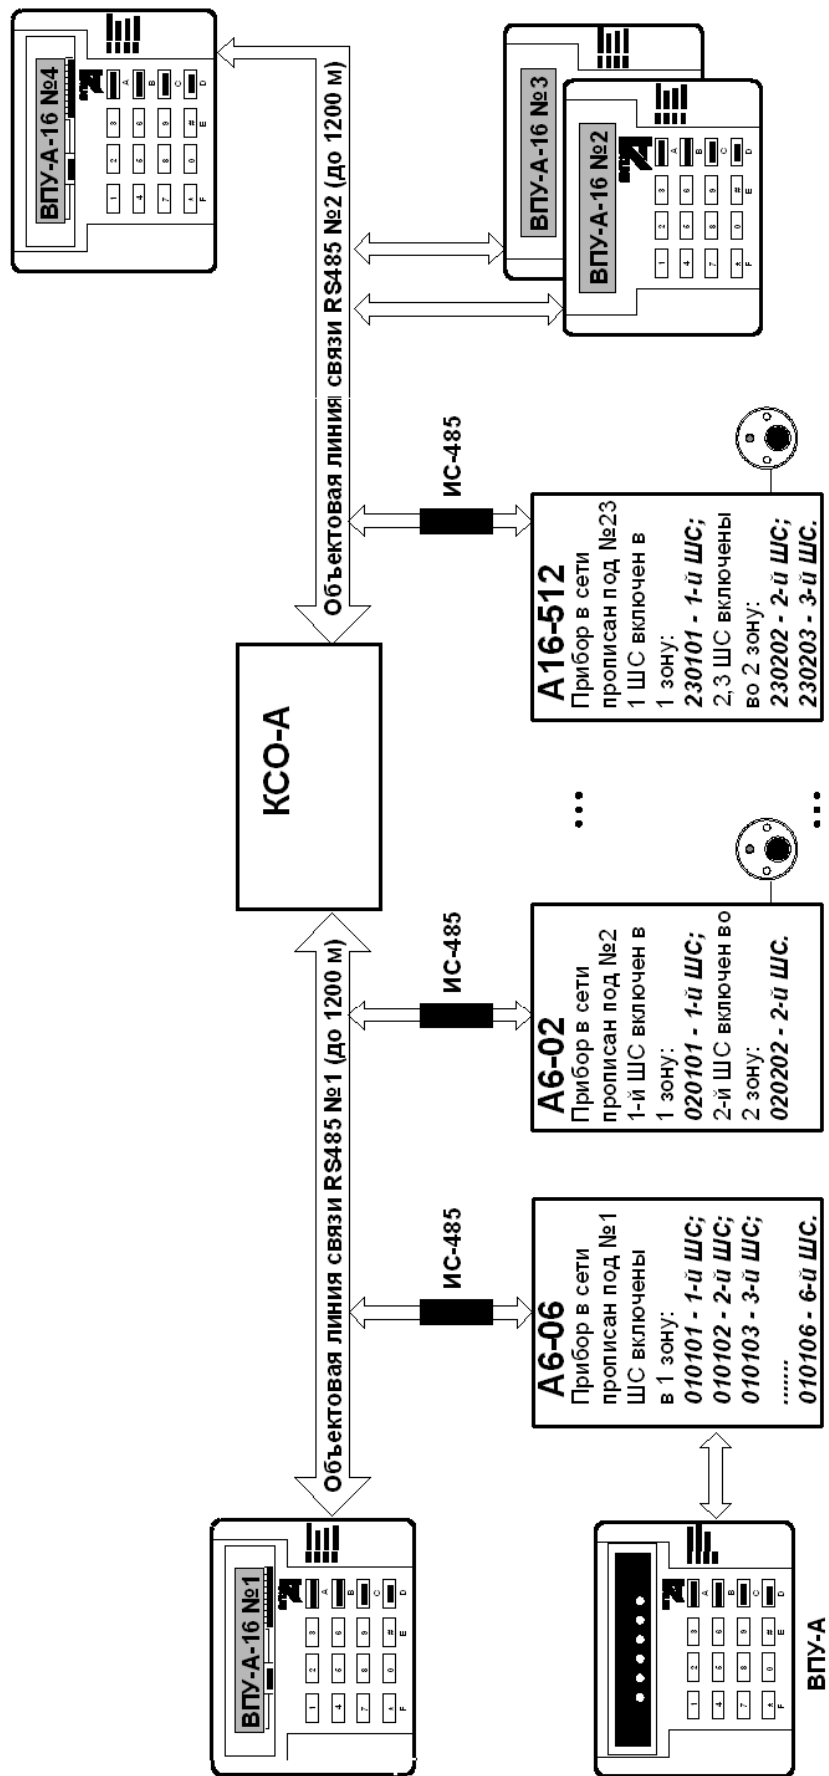 ВПУ-А-16 №1
ВПУ-А
Объектовая линия связи RS485 №1 (до 1200 м)
КСО-А
Объектовая линия связи RS485 №2 (до 1200 м)
ВПУ-А-16 №4
ВПУ-А-16 №3
ВПУ-А-16 №2
ИС-485
ИС-485
ИС-485
А6-06
Прибор в сети
прописан под №1
ШС включены
в 1 зону:
010101 - 1-й ШС;
010102 - 2-й ШС;
010103 - 3-й ШС;
.......
010106 - 6-й ШС.
А6-02
Прибор в сети
прописан под №2
1-й ШС включен в
1 зону:
020101 - 1-й ШС;
2-й ШС включен во
2 зону:
020202 - 2-й ШС.
...
...
А16-512
Прибор в сети
прописан под №23
1 ШС включен в
1 зону:
230101 - 1-й ШС;
2,3 ШС включены
во 2 зону:
230202 - 2-й ШС;
230203 - 3-й ШС.